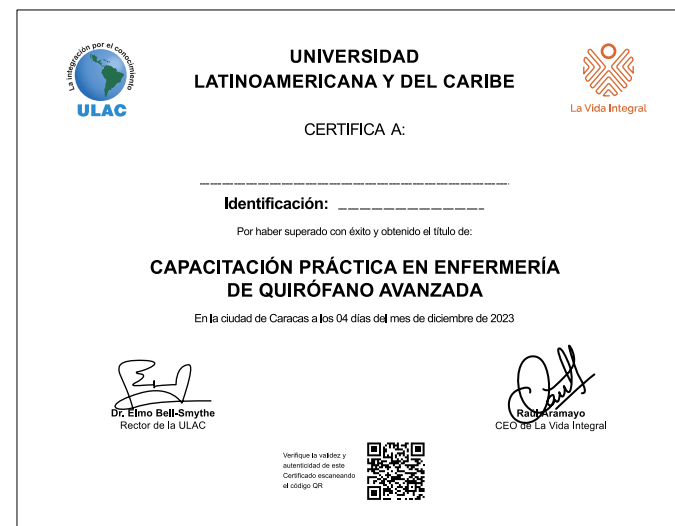 La integración por el conocimiento
ULAC
UNIVERSIDAD
LATINOAMERICANA Y DEL CARIBE
La Vida Integral
CERTIFICA A:
Identificación:
Por haber superado con éxito y obtenido el título de:
CAPACITACIÓN PRÁCTICA EN ENFERMERÍA
DE QUIRÓFANO AVANZADA
En la ciudad de Caracas a los 04 días del mes de diciembre de 2023
Dr. Elmo Bell-Smythe
Rector de la ULAC
Raúl Aramayo
CEO de La Vida Integral
Verifique la validez y
autenticidad de este
Certificado escaneando
el código QR